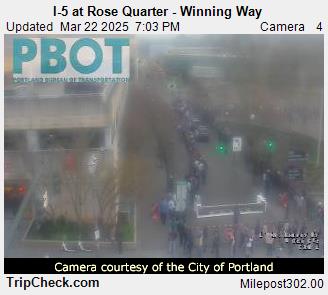 I-5 at Rose Quarter - Winning Way
Updated Mar 22 2025 7:03 PM Camera 4
PBOT
PORTLAND BUREAU OF TRANSPORTATION
Camera courtesy of the City of Portland
TripCheck.com Milepost302.00